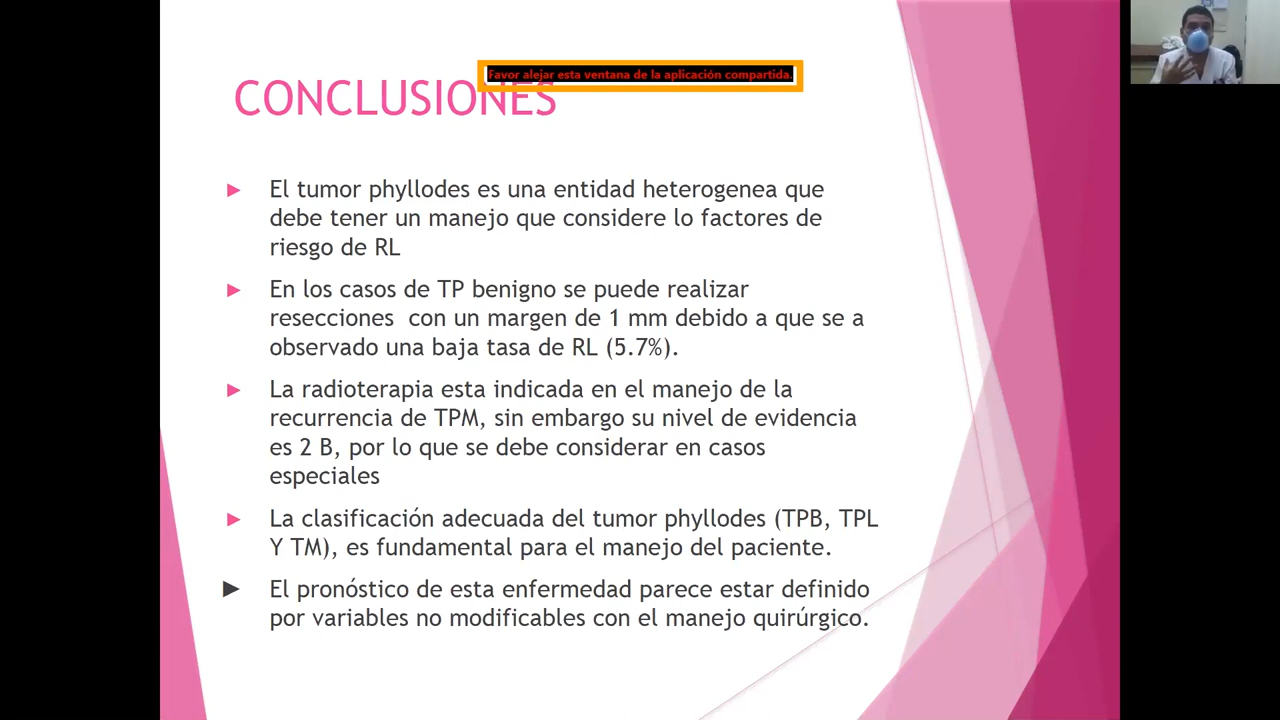 Favor alejar esta ventana de la aplicación compartida.
CONCLUSIONES
El tumor phyllodes es una entidad heterogenea que
debe tener un manejo que considere lo factores de
riesgo de RL
En los casos de TP benigno se puede realizar
resecciones con un margen de 1 mm debido a que se a
observado una baja tasa de RL (5.7%).
La radioterapia esta indicada en el manejo de la
recurrencia de TPM, sin embargo su nivel de evidencia
es 2 B, por lo que se debe considerar en casos
especiales
La clasificación adecuada del tumor phyllodes (TPB, TPL
Y TM), es fundamental para el manejo del paciente.
El pronóstico de esta enfermedad parece estar definido
por variables no modificables con el manejo quirúrgico.